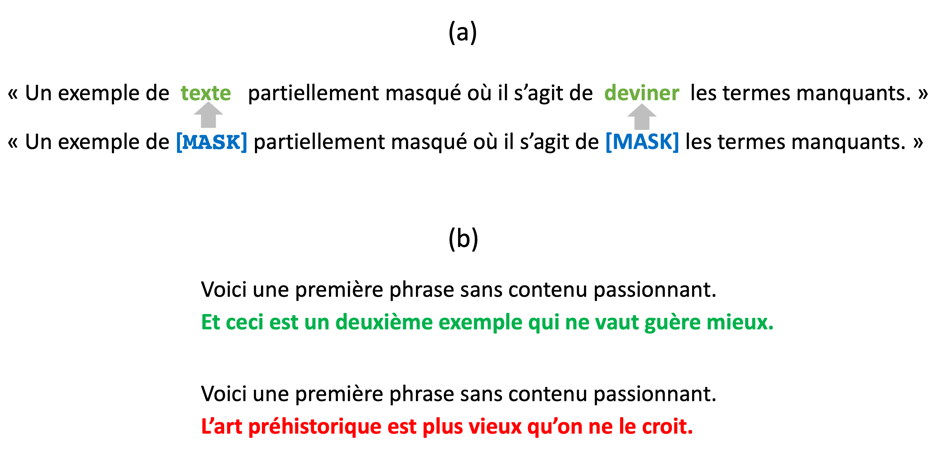 (a)
« Un exemple de texte partiellement masqué où il s’agit de deviner les termes manquants. »
« Un exemple de [MASK] partiellement masqué où il s’agit de [MASK] les termes manquants. »
(b)
Voici une première phrase sans contenu passionnant.
Et ceci est un deuxième exemple qui ne vaut guère mieux.
Voici une première phrase sans contenu passionnant.
L’art préhistorique est plus vieux qu’on ne le croit.